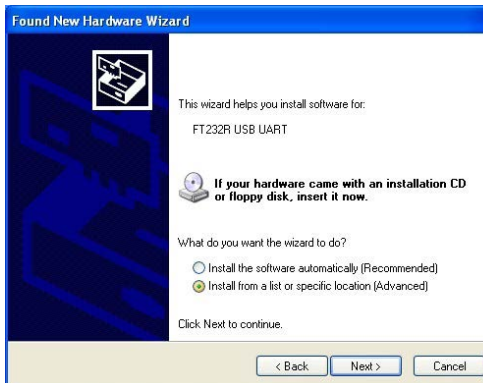 Found New Hardware Wizard
This wizard helps you install software for:
FT232R USB UART
If your hardware came with an installation CD
or floppy disk, insert it now.
What do you want the wizard to do?
Install the software automatically (Recommended)
Install from a list or specific location (Advanced)
Click Next to continue.
< Back
Next >
Cancel